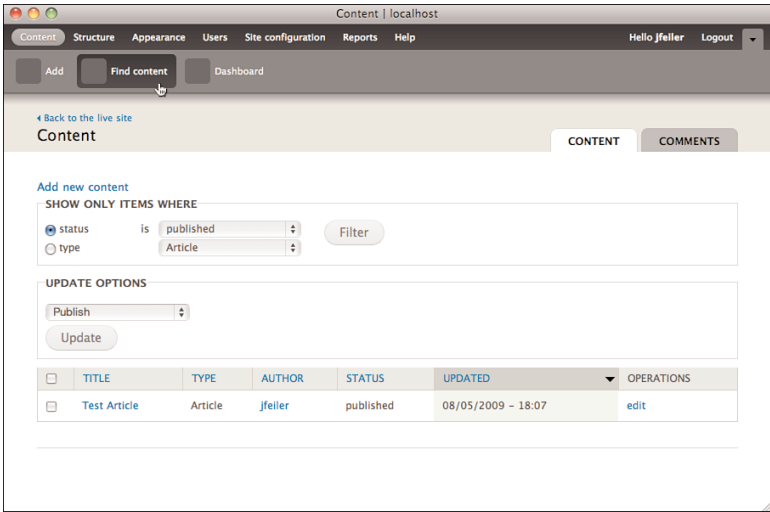 Content | localhost
Content Structure Appearance Users Site configuration Reports Help Hello jfeiler Logout
Add Find content Dashboard
Back to the live site
Content
CONTENT COMMENTS
Add new content
SHOW ONLY ITEMS WHERE
status is published Filter
type Article
UPDATE OPTIONS
Publish
Update
TITLE TYPE AUTHOR STATUS UPDATED OPERATIONS
Test Article Article jfeiler published 08/05/2009 - 18:07 edit